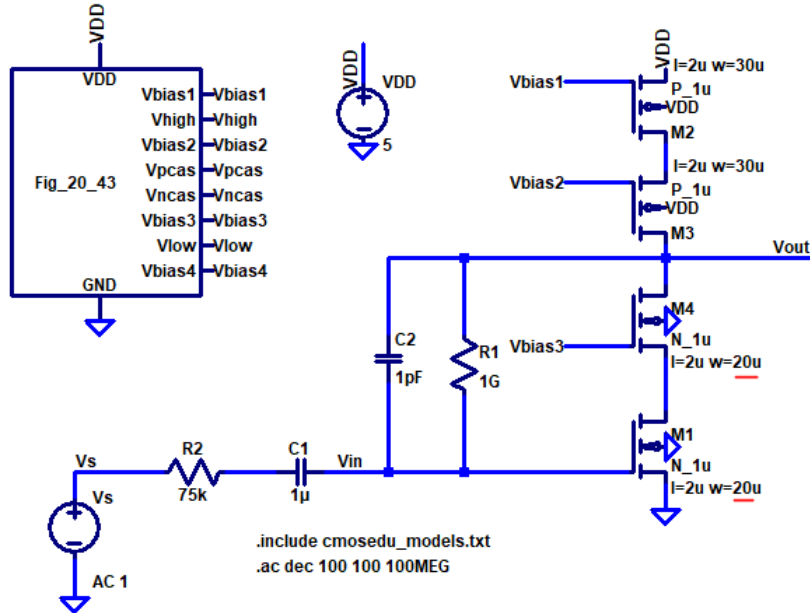 VDD
VDD
Vbias1 Vbias1
Vhigh Vhigh
Vbias2 Vbias2
Vpcas Vpcas
Vncas Vncas
Vbias3 Vbias3
Vlow Vlow
Vbias4 Vbias4
Fig_20_43
GND
VDD
VDD
5
VDD
l=2u w=30u
Vbias1
P_1u
VDD
M2
l=2u w=30u
Vbias2
P_1u
VDD
M3
Vout
M4
Vbias3
N_1u
l=2u w=20u
C2
1pF
R1
1G
M1
N_1u
l=2u w=20u
Vs
R2
75k
C1
1µ
Vin
Vs
AC 1
.include cmosedu_models.txt
.ac dec 100 100 100MEG